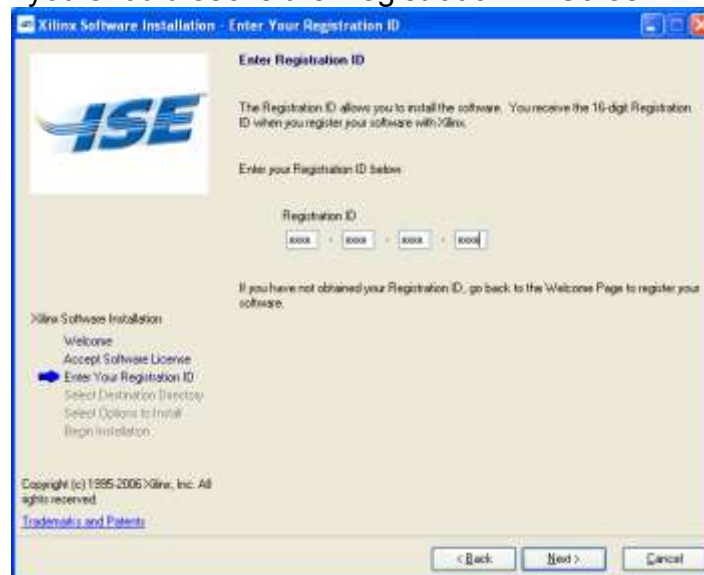 Xilinx Software Installation - Enter Your Registration ID
ISE
Enter Registration ID
The Registration ID allows you to install the software. You receive the 16-digit Registration
ID when you register your software with Xilinx.
Enter your Registration ID below
Registration ID
xxxx - xxxx - xxxx - xxxx
If you have not obtained your Registration ID, go back to the Welcome Page to register your
software.
Xilinx Software Installation
Welcome
Accept Software License
Enter Your Registration ID
Select Destination Directory
Select Options to Install
Begin Installation
Copyright (c) 1995-2006 Xilinx, Inc. All
rights reserved.
Trademarks and Patents
< Back
Next >
Cancel